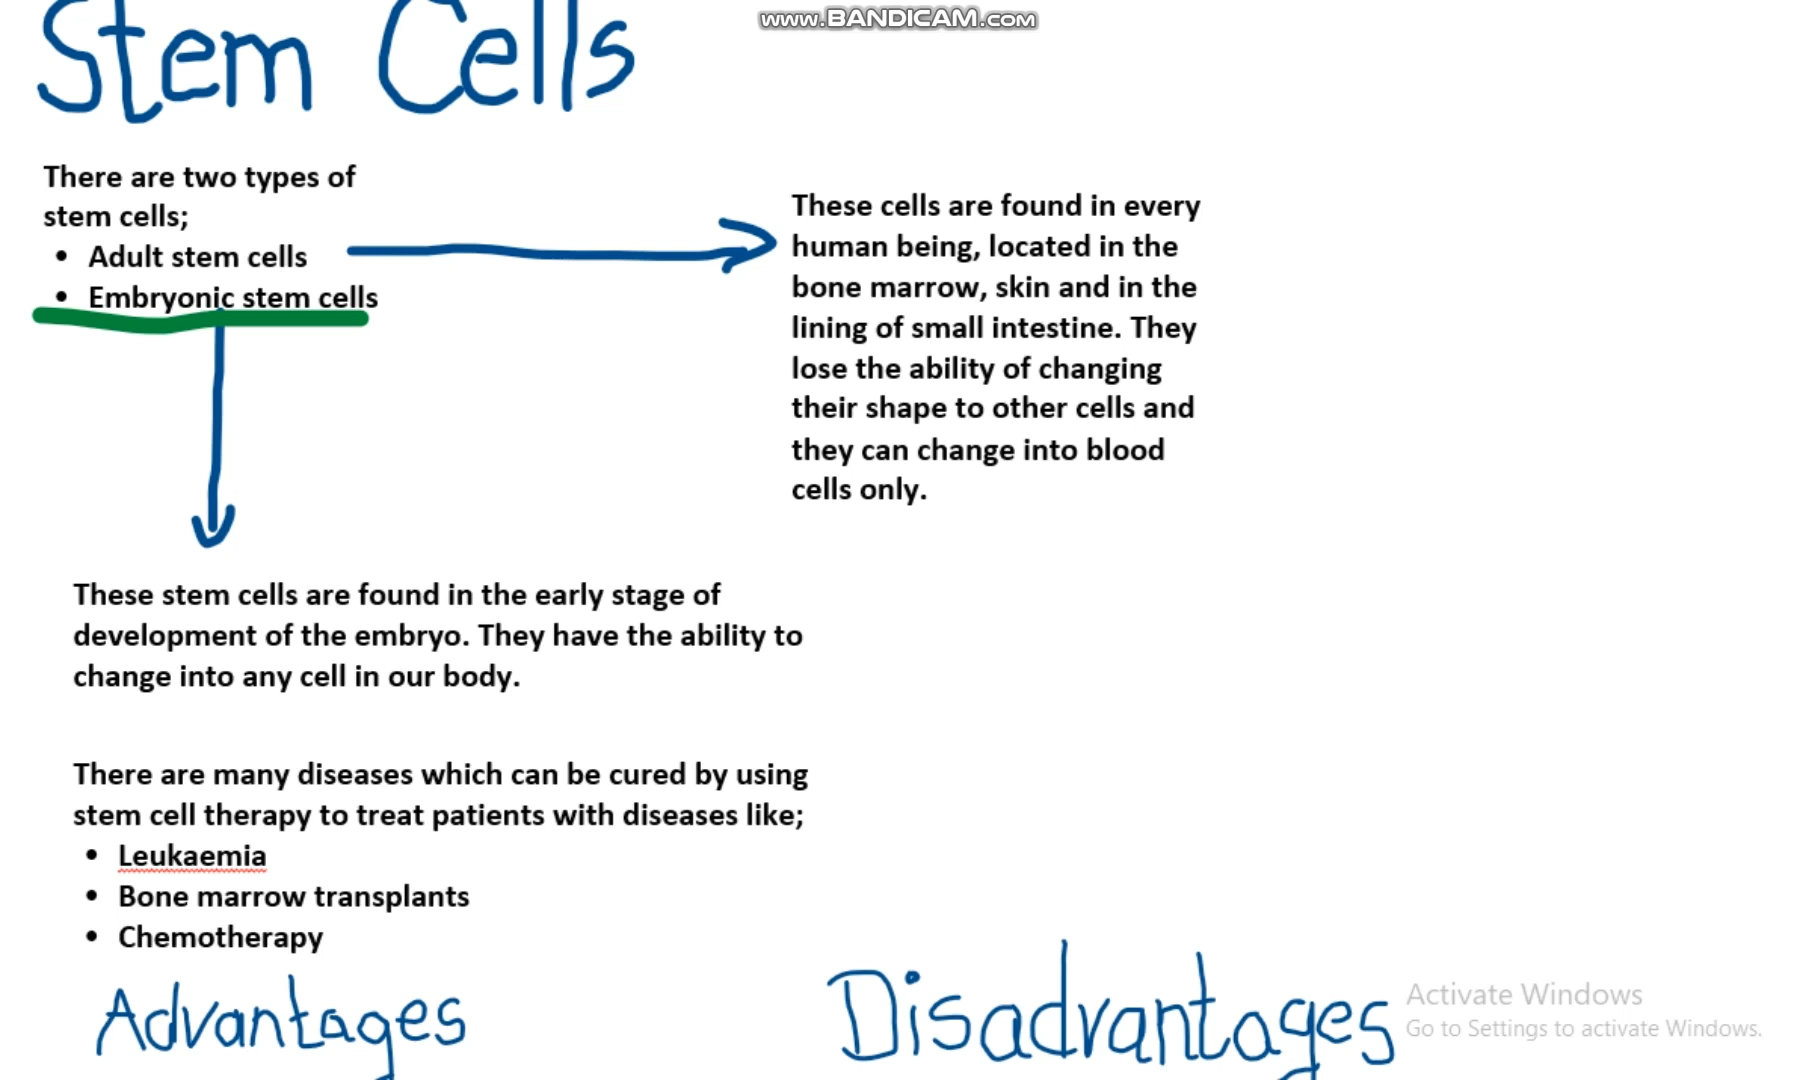 www.BANDICAM.com
Stem Cells
There are two types of
stem cells;
• Adult stem cells
• Embryonic stem cells
These cells are found in every
human being, located in the
bone marrow, skin and in the
lining of small intestine. They
lose the ability of changing
their shape to other cells and
they can change into blood
cells only.
These stem cells are found in the early stage of
development of the embryo. They have the ability to
change into any cell in our body.
There are many diseases which can be cured by using
stem cell therapy to treat patients with diseases like;
• Leukaemia
• Bone marrow transplants
• Chemotherapy
Advantages
Disadvantages
Activate Windows
Go to Settings to activate Windows.